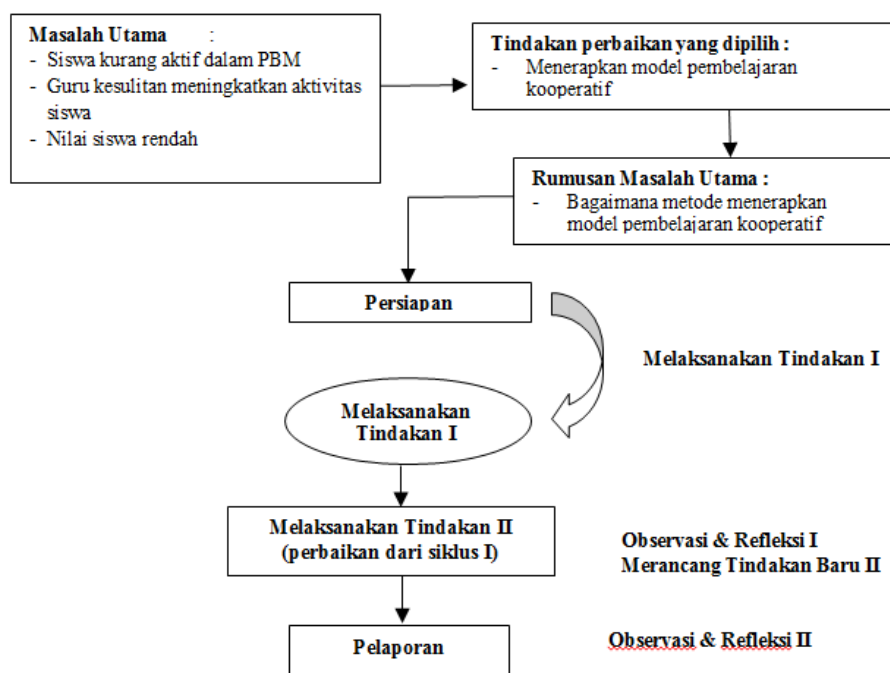 Masalah Utama :
- Siswa kurang aktif dalam PBM
- Guru kesulitan meningkatkan aktivitas
siswa
- Nilai siswa rendah
Tindakan perbaikan yang dipilih :
- Menerapkan model pembelajaran
kooperatif
Rumusan Masalah Utama :
- Bagaimana metode menerapkan
model pembelajaran kooperatif
Persiapan
Melaksanakan Tindakan I
Melaksanakan
Tindakan I
Melaksanakan Tindakan II
(perbaikan dari siklus I)
Observasi & Refleksi I
Merancang Tindakan Baru II
Pelaporan
Observasi & Refleksi II